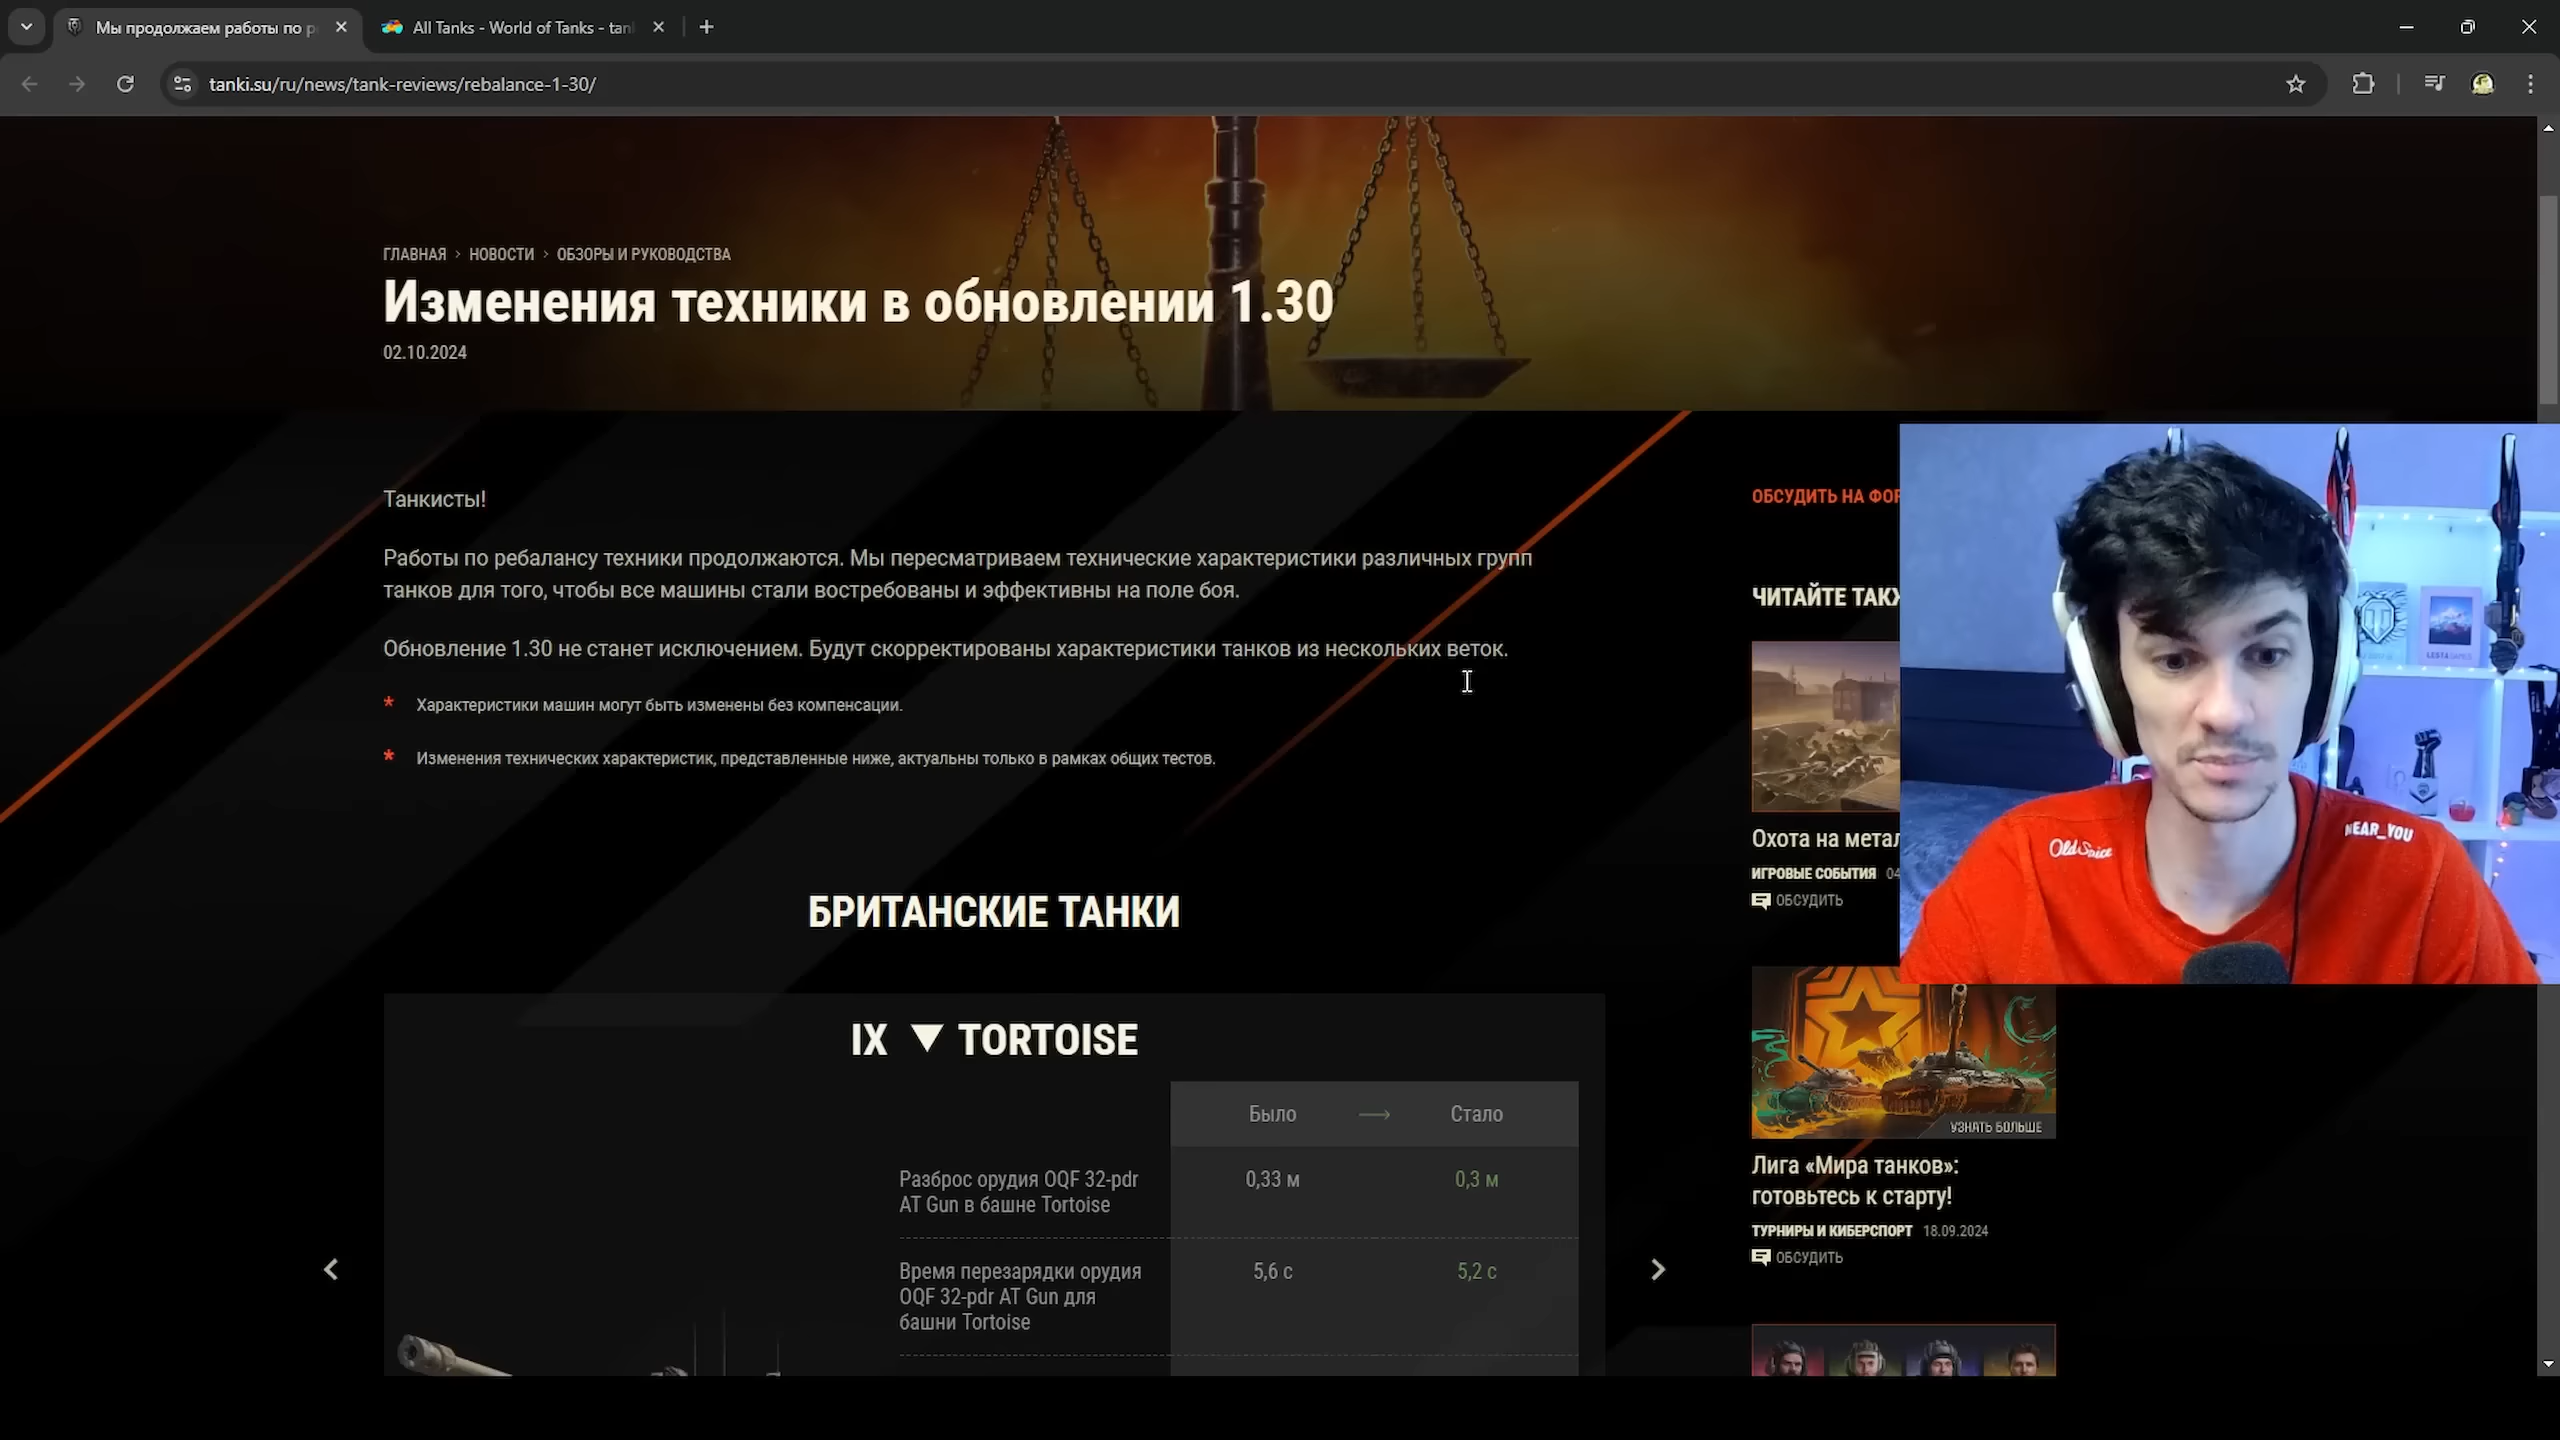 Мы продолжаем работы по
All Tanks - World of Tanks - tan
tanki.su/ru/news/tank-reviews/rebalance-1-30/
ГЛАВНАЯ > НОВОСТИ > ОБЗОРЫ И РУКОВОДСТВА
Изменения техники в обновлении 1.30
02.10.2024
Танкисты!
Работы по ребалансу техники продолжаются. Мы пересматриваем технические характеристики различных групп
танков для того, чтобы все машины стали востребованы и эффективны на поле боя.
Обновление 1.30 не станет исключением. Будут скорректированы характеристики танков из нескольких веток.
* Характеристики машин могут быть изменены без компенсации.
* Изменения технических характеристик, представленные ниже, актуальны только в рамках общих тестов.
БРИТАНСКИЕ ТАНКИ
IX ▼ TORTOISE
Было → Стало
Разброс орудия OQF 32-pdr
AT Gun в башне Tortoise
0,33 м 0,3 м
Время перезарядки орудия
OQF 32-pdr AT Gun для
башни Tortoise
5,6 с 5,2 с
ОБСУДИТЬ НА ФОР
ЧИТАЙТЕ ТАКЖ
Охота на метал
ИГРОВЫЕ СОБЫТИЯ 04
ОБСУДИТЬ
УЗНАТЬ БОЛЬШЕ
Лига «Мира танков»:
готовьтесь к старту!
ТУРНИРЫ И КИБЕРСПОРТ 18.09.2024
ОБСУДИТЬ
Old Spice
NEAR_YOU
LESTA GAMES